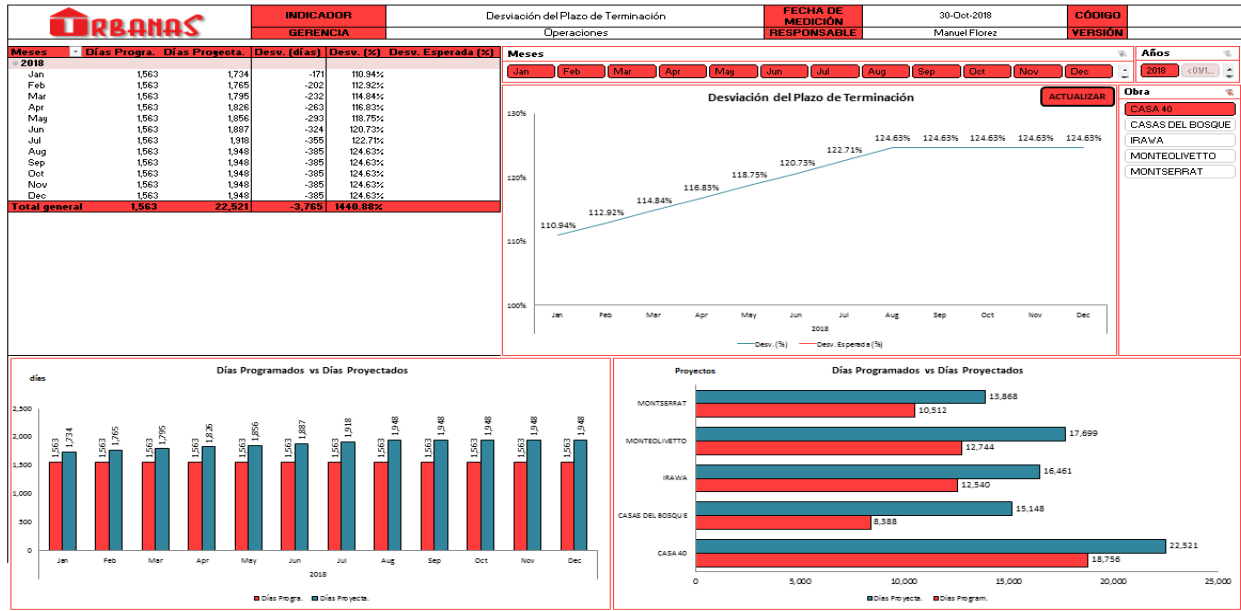 URBANAS
INDICADOR Desviación del Plazo de Terminación FECHA DE MEDICIÓN 30-Oct-2018 CÓDIGO
GERENCIA Operaciones RESPONSABLE Manuel Florez VERSIÓN
Meses Días Progra. Días Proyecta. Desv. (días) Desv. (%) Desv. Esperada (%)
2018
Jan 1,563 1,734 -171 110.94%
Feb 1,563 1,765 -202 112.92%
Mar 1,563 1,795 -232 114.84%
Apr 1,563 1,826 -263 116.83%
May 1,563 1,856 -293 118.75%
Jun 1,563 1,887 -324 120.73%
Jul 1,563 1,918 -355 122.71%
Aug 1,563 1,948 -385 124.63%
Sep 1,563 1,948 -385 124.63%
Oct 1,563 1,948 -385 124.63%
Nov 1,563 1,948 -385 124.63%
Dec 1,563 1,948 -385 124.63%
Total general 1,563 22,521 -3,765 1440.88%
Meses
Jan Feb Mar Apr May Jun Jul Aug Sep Oct Nov Dec
Años
2018 <01/1...
Desviación del Plazo de Terminación
ACTUALIZAR
130%
120%
110%
100%
110.94% 112.92% 114.84% 116.83% 118.75% 120.73% 122.71% 124.63% 124.63% 124.63% 124.63% 124.63%
Jan Feb Mar Apr May Jun Jul Aug Sep Oct Nov Dec
2018
Desv. (%) Desv. Esperada (%)
Obra
CASA 40
CASAS DEL BOSQUE
IRAWA
MONTEOLIVETTO
MONTSERRAT
Días Programados vs Días Proyectados
días
2,500
2,000
1,500
1,000
500
0
1,563 1,734 1,563 1,765 1,563 1,795 1,563 1,826 1,563 1,856 1,563 1,887 1,563 1,918 1,563 1,948 1,563 1,948 1,563 1,948 1,563 1,948 1,563 1,948
Jan Feb Mar Apr May Jun Jul Aug Sep Oct Nov Dec
2018
Días Progra. Días Proyecta.
Proyectos
Días Programados vs Días Proyectados
MONTSERRAT 13,868
10,512
MONTEOLIVETTO 17,699
12,744
IRAWA 16,461
12,540
CASAS DEL BOSQUE 15,148
8,388
CASA 40 22,521
18,756
0 5,000 10,000 15,000 20,000 25,000
Días Proyecta. Días Program.